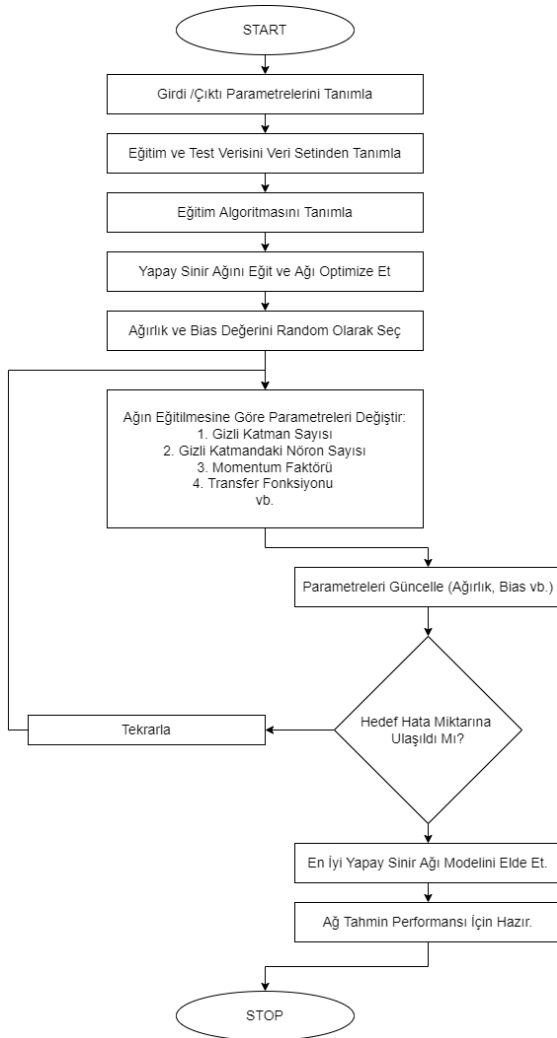 START
Girdi /Çıktı Parametrelerini Tanımla
Eğitim ve Test Verisini Veri Setinden Tanımla
Eğitim Algoritmasını Tanımla
Yapay Sinir Ağını Eğit ve Ağı Optimize Et
Ağırlık ve Bias Değerini Random Olarak Seç
Ağın Eğitilmesine Göre Parametreleri Değiştir:
1. Gizli Katman Sayısı
2. Gizli Katmandaki Nöron Sayısı
3. Momentum Faktörü
4. Transfer Fonksiyonu
vb.
Parametreleri Güncelle (Ağırlık, Bias vb.)
Hedef Hata Miktarına
Ulaşıldı Mı?
Tekrarla
En İyi Yapay Sinir Ağı Modelini Elde Et.
Ağ Tahmin Performansı İçin Hazır.
STOP